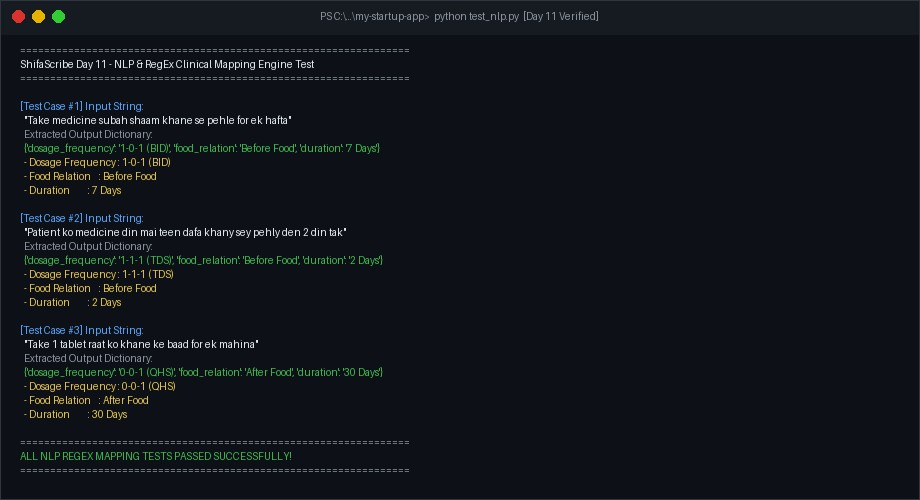 PS C:\...\my-startup-app> python test_nlp.py [Day 11 Verified]
==================================================================
ShifaScribe Day 11 - NLP & RegEx Clinical Mapping Engine Test
==================================================================
[Test Case #1] Input String:
"Take medicine subah shaam khane se pehle for ek hafta"
Extracted Output Dictionary:
{'dosage_frequency': '1-0-1 (BID)', 'food_relation': 'Before Food', 'duration': '7 Days'}
- Dosage Frequency : 1-0-1 (BID)
- Food Relation : Before Food
- Duration : 7 Days
[Test Case #2] Input String:
"Patient ko medicine din mai teen dafa khany sey pehly den 2 din tak"
Extracted Output Dictionary:
{'dosage_frequency': '1-1-1 (TDS)', 'food_relation': 'Before Food', 'duration': '2 Days'}
- Dosage Frequency : 1-1-1 (TDS)
- Food Relation : Before Food
- Duration : 2 Days
[Test Case #3] Input String:
"Take 1 tablet raat ko khane ke baad for ek mahina"
Extracted Output Dictionary:
{'dosage_frequency': '0-0-1 (QHS)', 'food_relation': 'After Food', 'duration': '30 Days'}
- Dosage Frequency : 0-0-1 (QHS)
- Food Relation : After Food
- Duration : 30 Days
==================================================================
ALL NLP REGEX MAPPING TESTS PASSED SUCCESSFULLY!
==================================================================